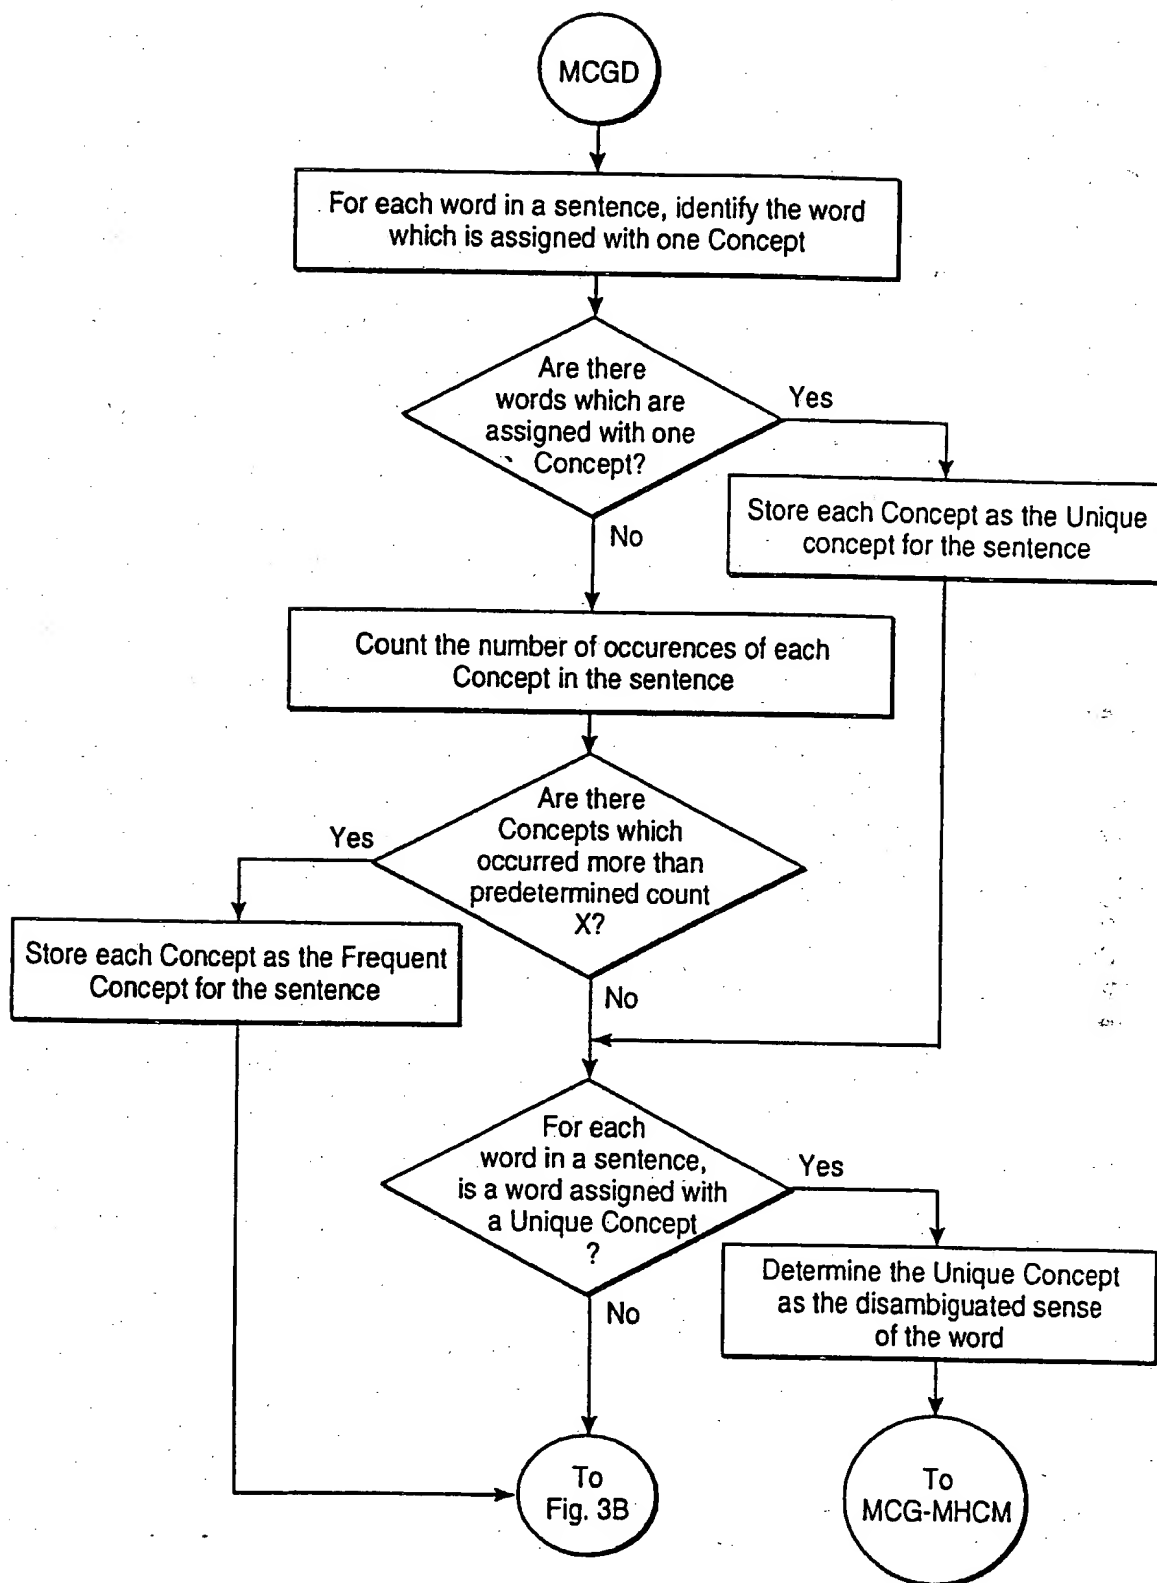 MCGD
For each word in a sentence, identify the word
which is assigned with one Concept
Are there
words which are
assigned with one
Concept?
Yes
No
Store each Concept as the Unique
concept for the sentence
Count the number of occurences of each
Concept in the sentence
Are there
Concepts which
occurred more than
predetermined count
X?
Yes
No
Store each Concept as the Frequent
Concept for the sentence
For each
word in a sentence,
is a word assigned with
a Unique Concept
?
Yes
No
Determine the Unique Concept
as the disambiguated sense
of the word
To
Fig. 3B
To
MCG-MHCM